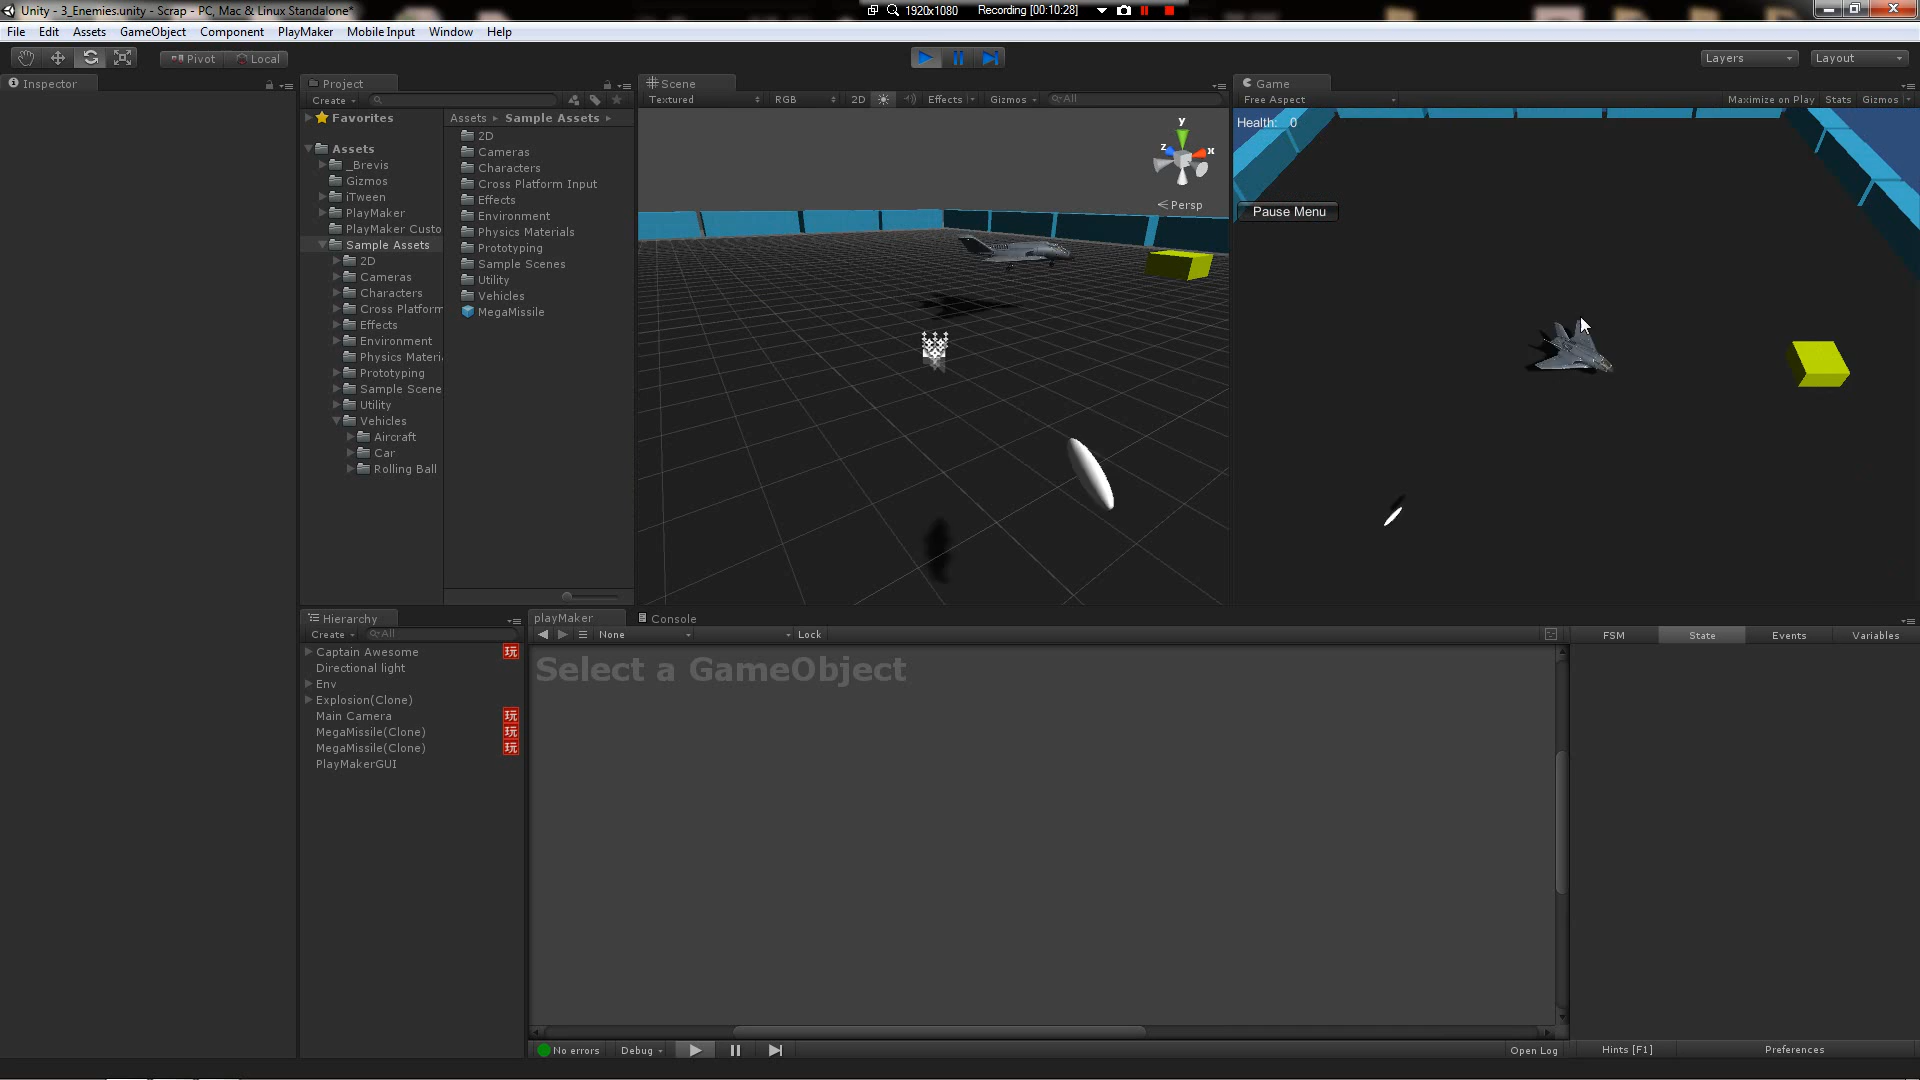 Unity - 3_Enemies.unity - Scrap - PC, Mac & Linux Standalone*
1920x1080 Recording [00:10:28]
File Edit Assets GameObject Component PlayMaker Mobile Input Window Help
Pivot Local
Layers Layout
Inspector
Project
Create
Favorites
Assets
_Brevis
Gizmos
iTween
PlayMaker
PlayMaker Custo
Sample Assets
2D
Cameras
Characters
Cross Platform
Effects
Environment
Physics Materi
Prototyping
Sample Scene
Utility
Vehicles
Aircraft
Car
Rolling Ball
Assets Sample Assets
2D
Cameras
Characters
Cross Platform Input
Effects
Environment
Physics Materials
Prototyping
Sample Scenes
Utility
Vehicles
MegaMissile
Scene
Textured RGB 2D Effects Gizmos All
y
z x
Persp
Game
Free Aspect Maximize on Play Stats Gizmos
Health: 0
Pause Menu
Hierarchy
Create All
Captain Awesome 玩
Directional light
Env
Explosion(Clone)
Main Camera 玩
MegaMissile(Clone) 玩
MegaMissile(Clone) 玩
PlayMakerGUI
playMaker Console
None Lock
Select a GameObject
FSM State Events Variables
No errors Debug Open Log Hints [F1] Preferences